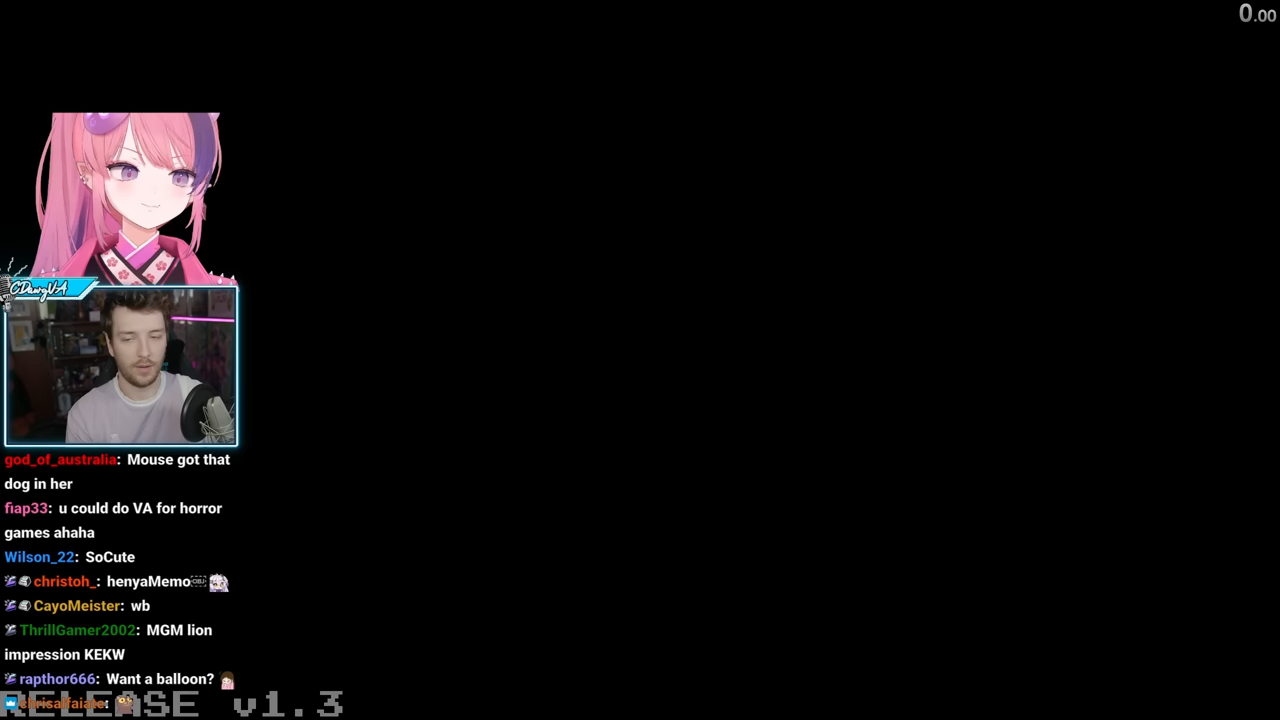 0.00
CDawgVA
god_of_australia: Mouse got that
dog in her
fiap33: u could do VA for horror
games ahaha
Wilson_22: SoCute
christoh_: henyaMemo
CayoMeister: wb
ThrillGamer2002: MGM lion
impression KEKW
rapthor666: Want a balloon?
RELEASE v1.3